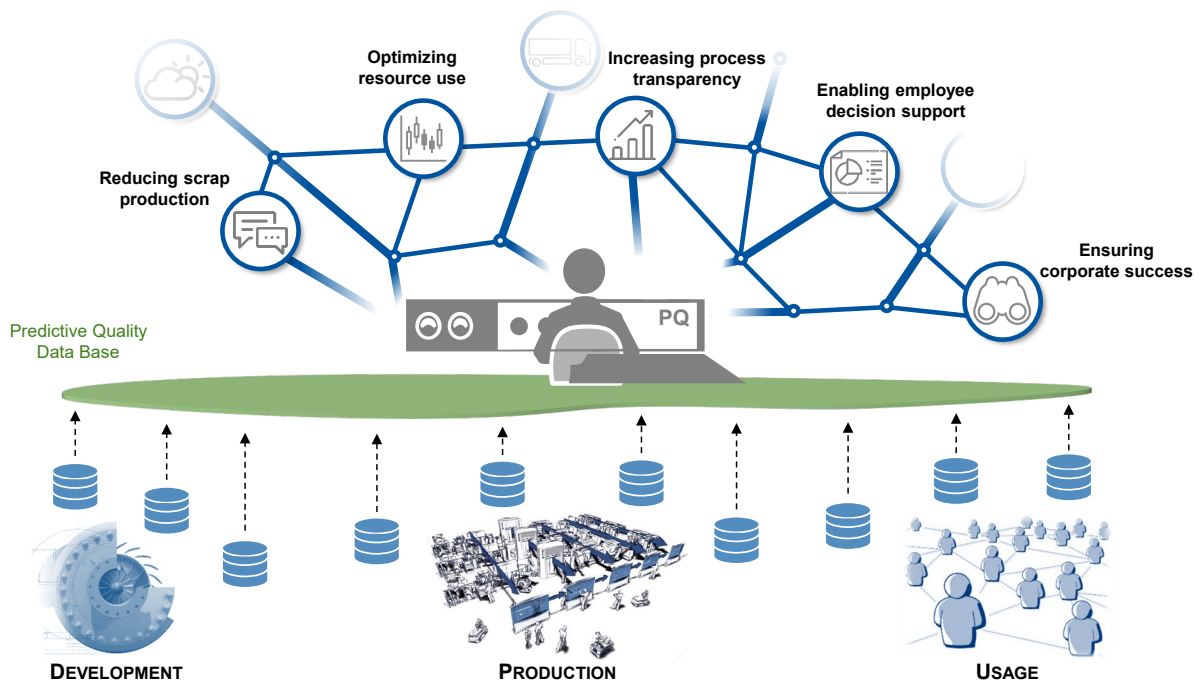 Optimizing
resource use
Increasing process
transparency
Enabling employee
decision support
Reducing scrap
production
Ensuring
corporate success
PQ
Predictive Quality
Data Base
DEVELOPMENT
PRODUCTION
USAGE